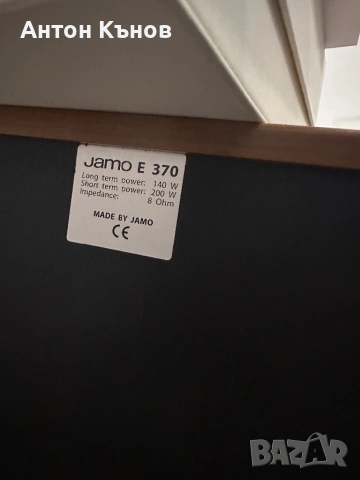 Антон Кънов
Jamo E 370
Long term power: 140 W
Short term power: 200 W
Impedance: 8 Ohm
MADE BY JAMO
CE
BAZAR